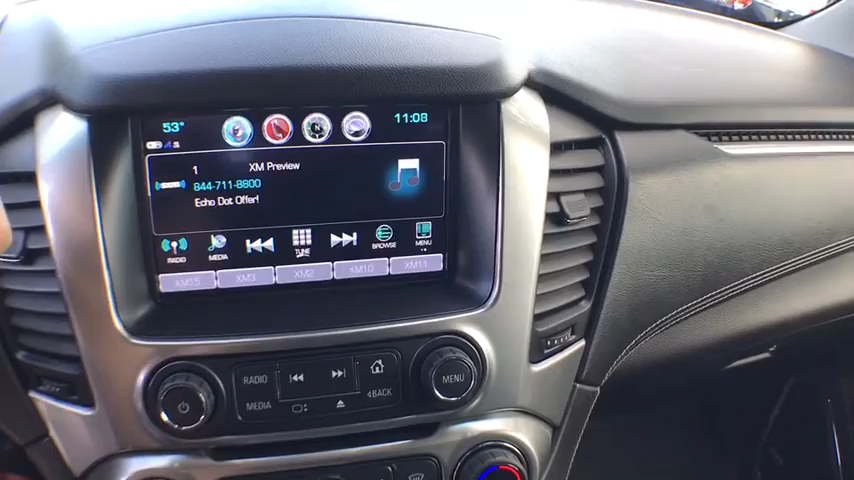 53° 11:08
N
1 XM Preview
844-711-8800
Echo Dot Offer!
RADIO MEDIA TUNE BROWSE MENU
XM3 XM2 XM10 XM11
RADIO MENU
MEDIA BACK